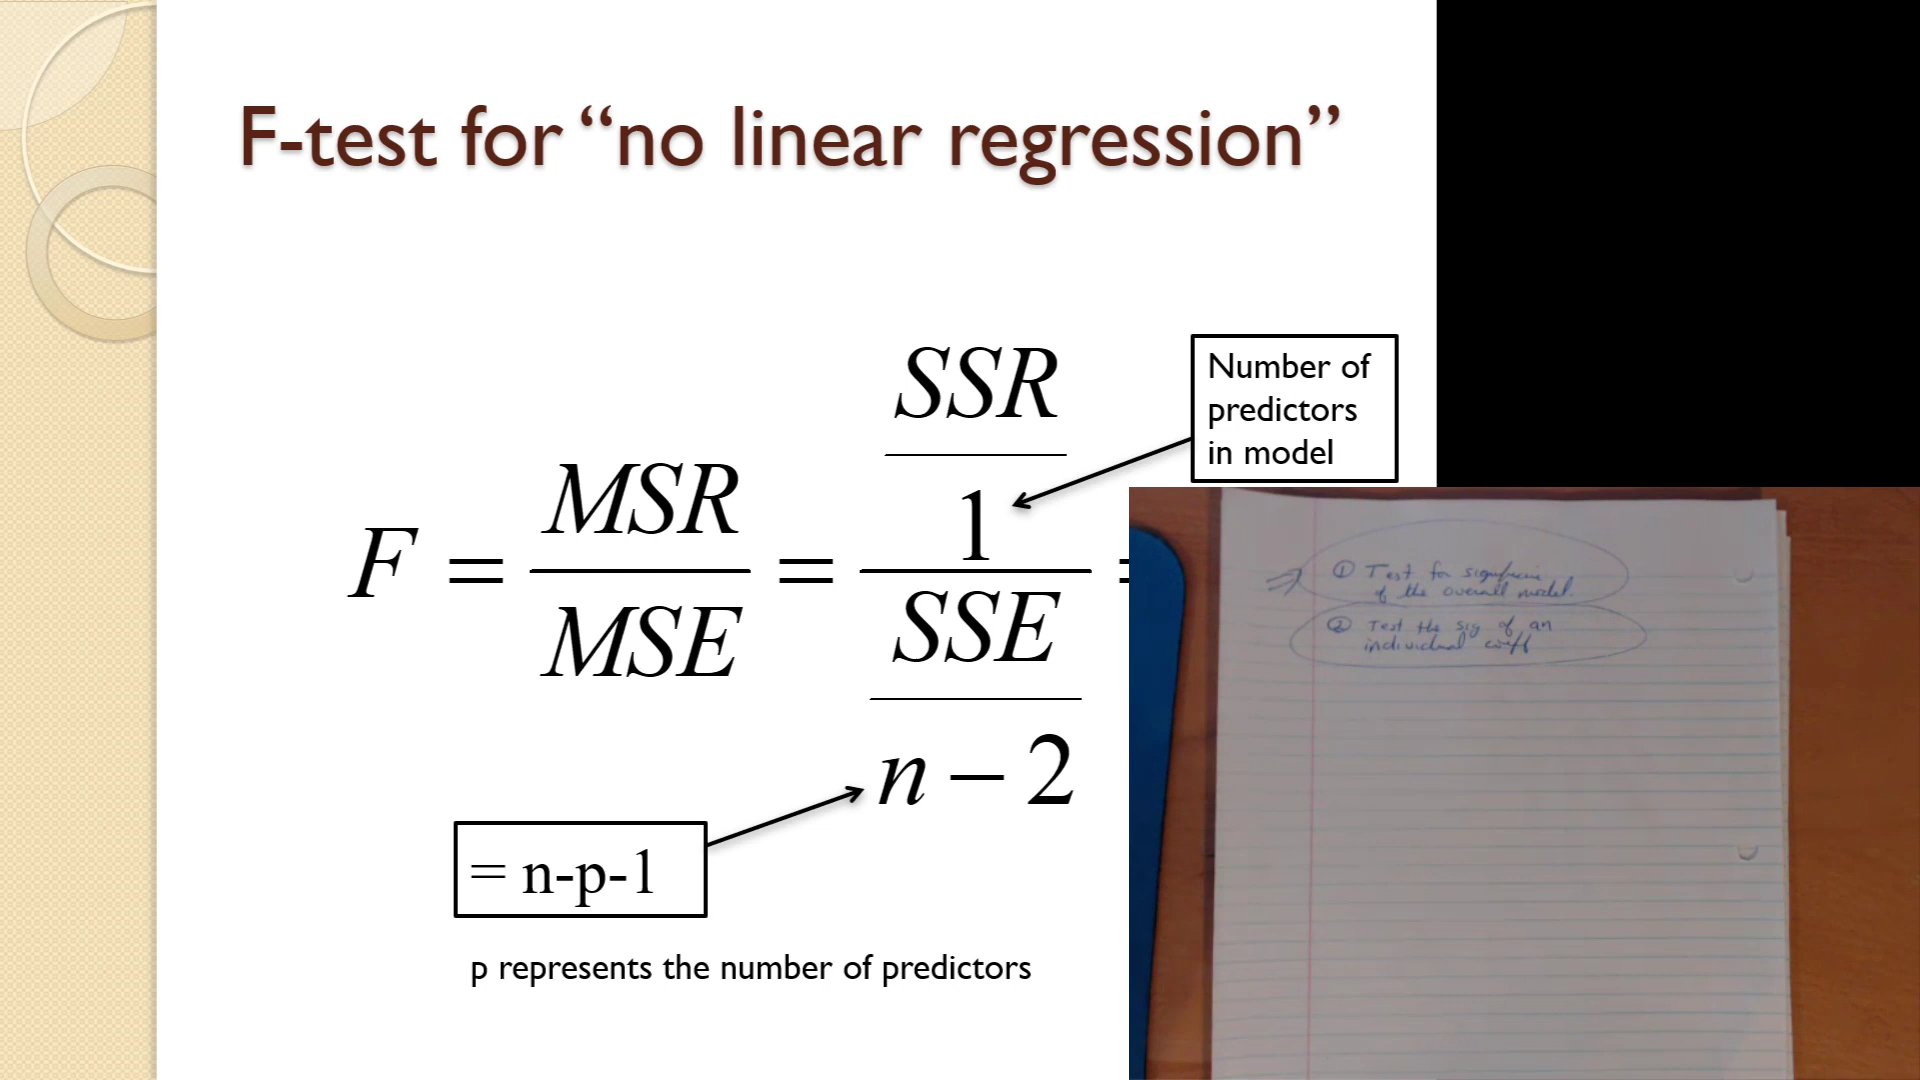 F-test for “no linear regression”
F = MSR / MSE = (SSR / 1) / (SSE / (n − 2)) =
Number of
predictors
in model
= n-p-1
p represents the number of predictors
① Test for significance
of the overall model.
② Test the sig of an
individual coeff